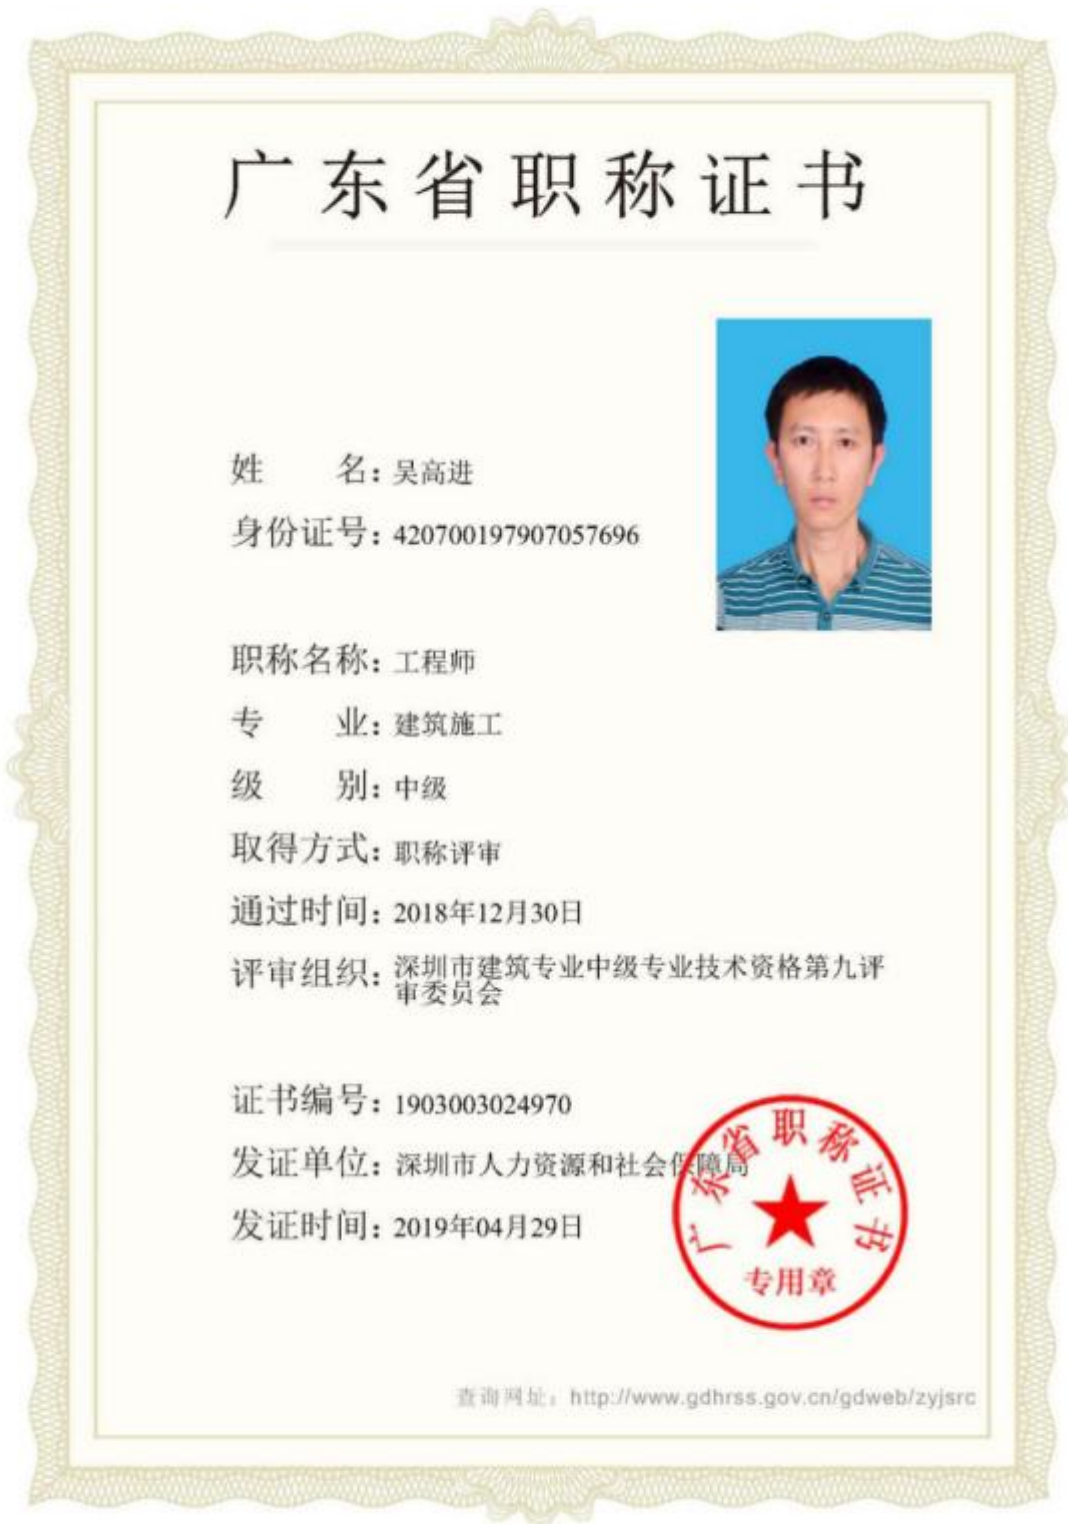 广东省职称证书
姓 名：吴高进
身份证号：420700197907057696
职称名称：工程师
专 业：建筑施工
级 别：中级
取得方式：职称评审
通过时间：2018年12月30日
评审组织：深圳市建筑专业中级专业技术资格第九评
审委员会
证书编号：1903003024970
发证单位：深圳市人力资源和社会保障局
发证时间：2019年04月29日
广东省职称证书
专用章
查询网址：http://www.gdhrss.gov.cn/gdweb/zyjsrc